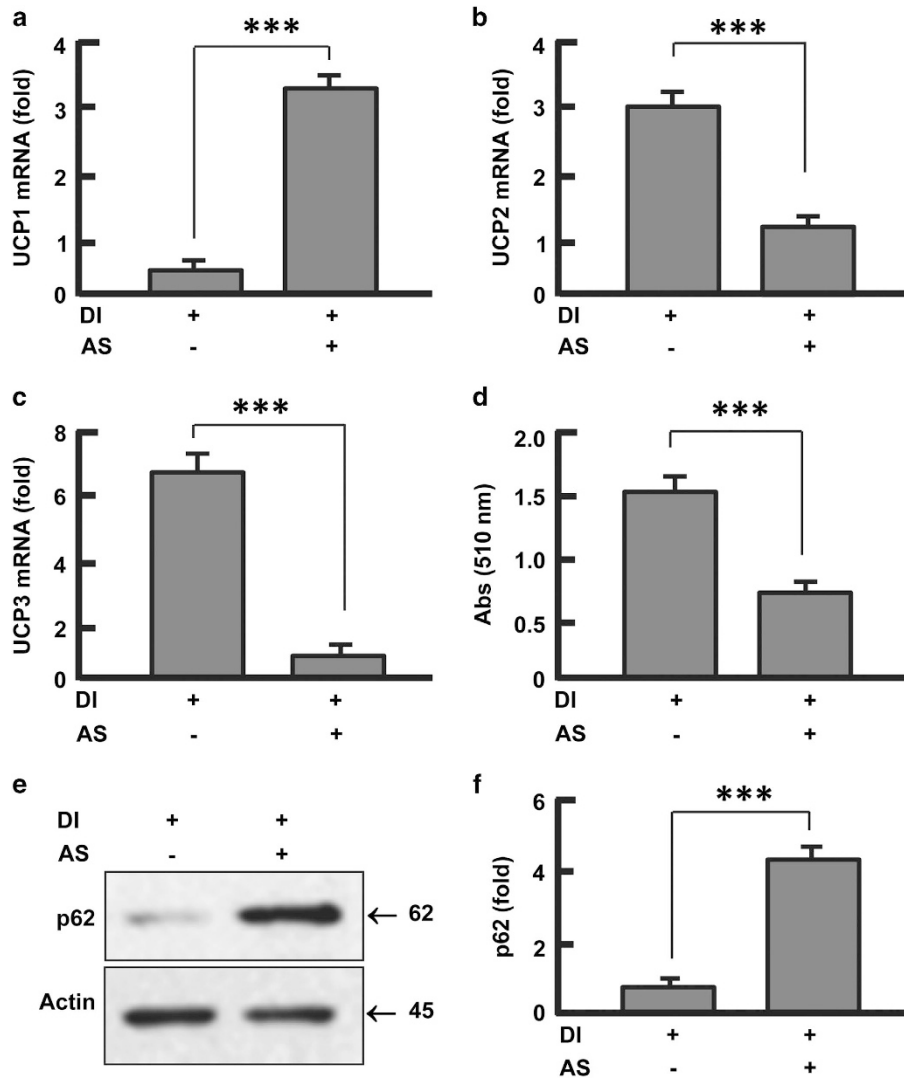 a
***
UCP1 mRNA (fold)
4
3
2
1
0
DI + +
AS - +
b
***
UCP2 mRNA (fold)
4
3
2
1
0
DI + +
AS - +
c
***
UCP3 mRNA (fold)
8
6
4
2
0
DI + +
AS - +
d
***
Abs (510 nm)
2.0
1.5
1.0
0.5
0
DI + +
AS - +
e
DI + +
AS - +
p62 ← 62
Actin ← 45
f
***
p62 (fold)
6
4
2
0
DI + +
AS - +